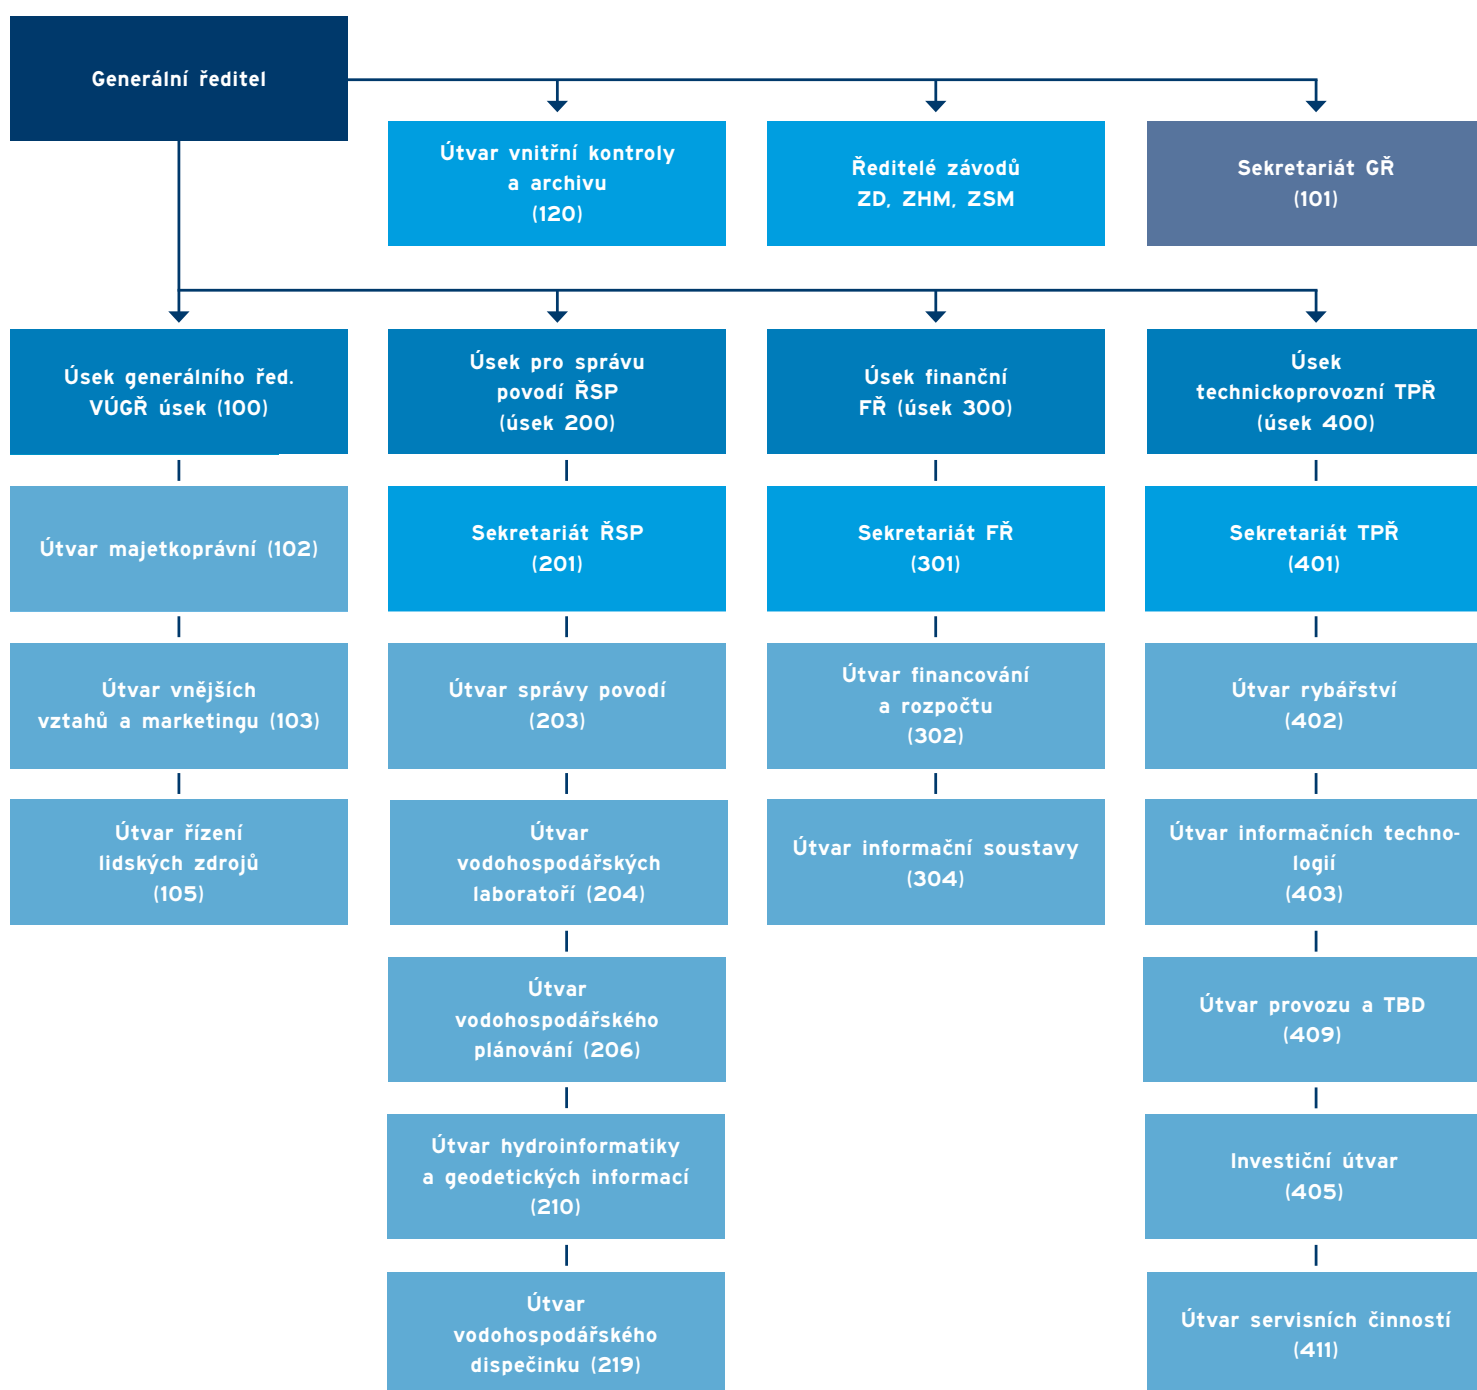 Generální ředitel
Útvar vnitřní kontroly
a archivu
(120)
Ředitelé závodů
ZD, ZHM, ZSM
Sekretariát GŘ
(101)
Úsek generálního řed.
VÚGŘ úsek (100)
Úsek pro správu
povodí ŘSP
(úsek 200)
Úsek finanční
FŘ (úsek 300)
Úsek
technickoprovozní TPŘ
(úsek 400)
Útvar majetkoprávní (102)
Sekretariát ŘSP
(201)
Sekretariát FŘ
(301)
Sekretariát TPŘ
(401)
Útvar vnějších
vztahů a marketingu (103)
Útvar správy povodí
(203)
Útvar financování
a rozpočtu
(302)
Útvar rybářství
(402)
Útvar řízení
lidských zdrojů
(105)
Útvar
vodohospodářských
laboratoří (204)
Útvar informační soustavy
(304)
Útvar informačních techno-
logií
(403)
Útvar
vodohospodářského
plánování (206)
Útvar provozu a TBD
(409)
Útvar hydroinformatiky
a geodetických informací
(210)
Investiční útvar
(405)
Útvar
vodohospodářského
dispečinku (219)
Útvar servisních činností
(411)